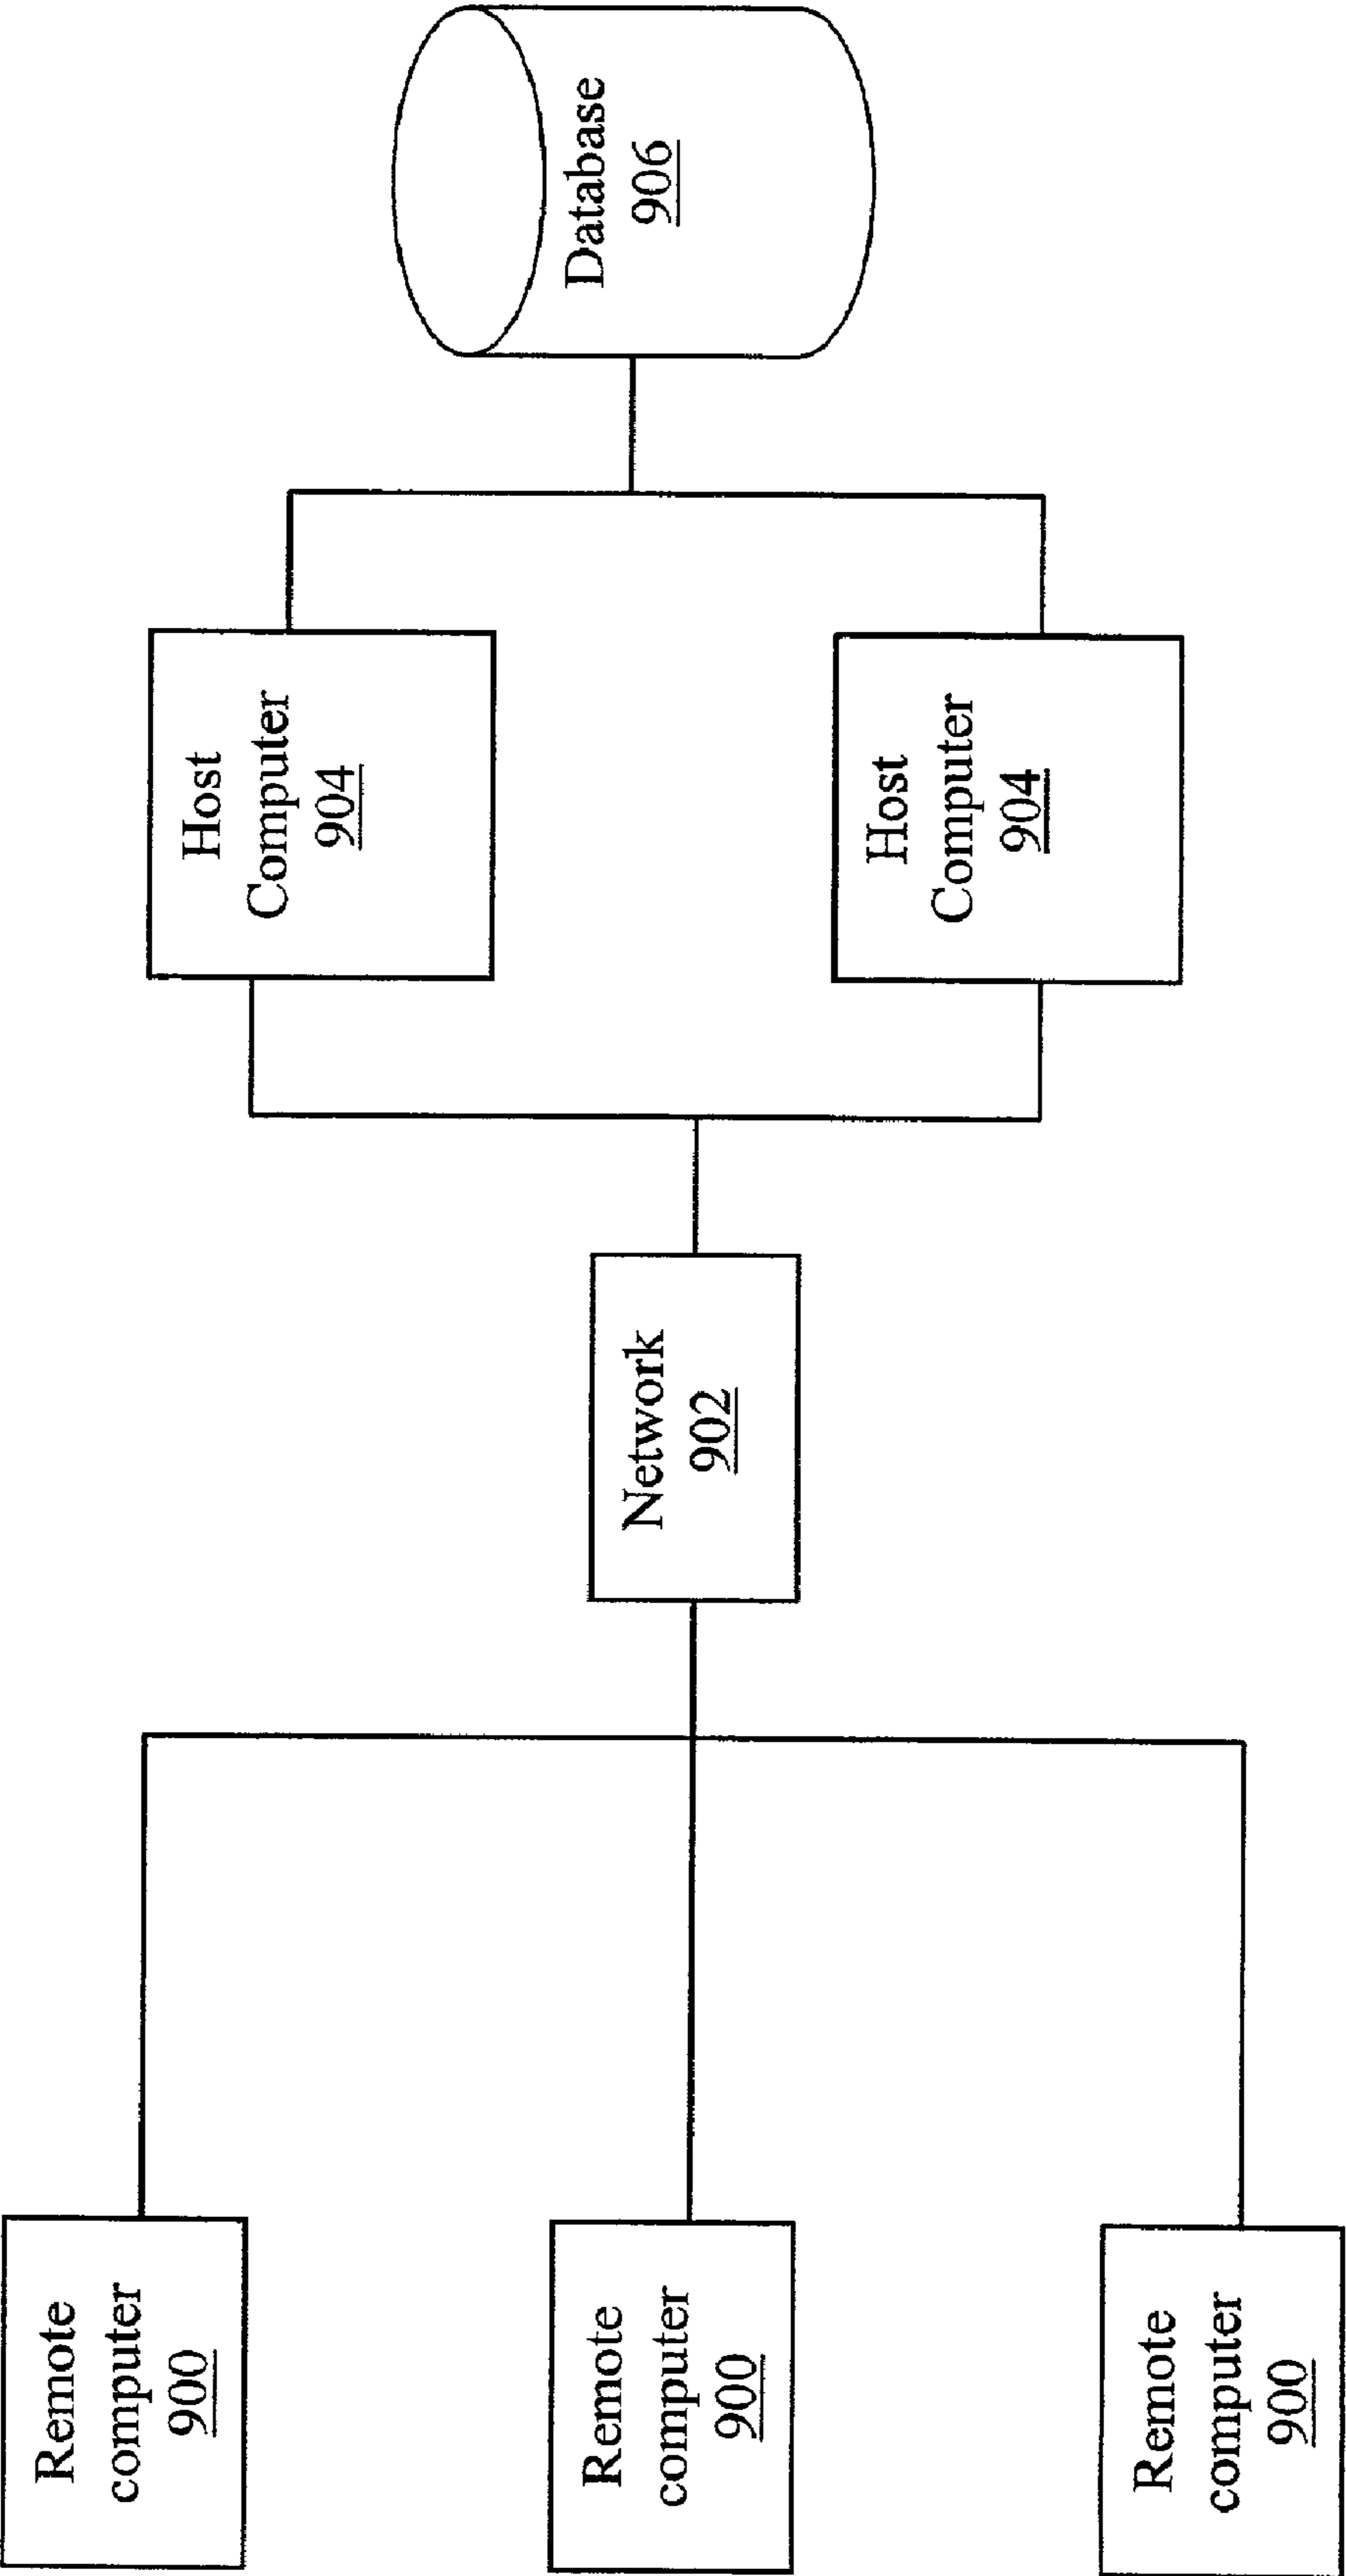 Remote
computer
900
Remote
computer
900
Remote
computer
900
Network
902
Host
Computer
904
Host
Computer
904
Database
906